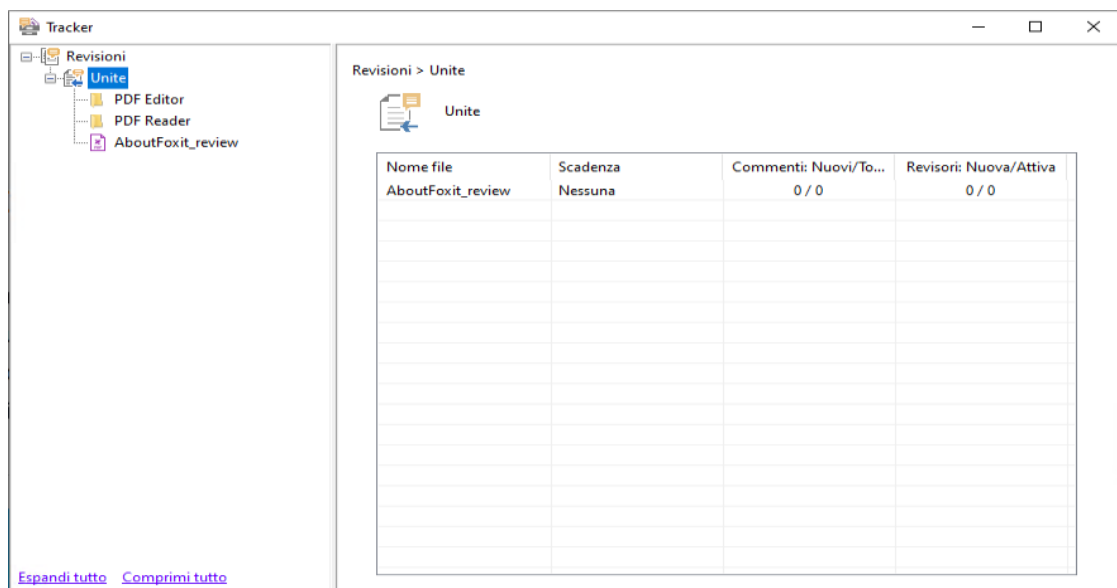 Tracker
Revisioni
Unite
PDF Editor
PDF Reader
AboutFoxit_review
Espandi tutto Comprimi tutto
Revisioni > Unite
Unite
Nome file Scadenza Commenti: Nuovi/To... Revisori: Nuova/Attiva
AboutFoxit_review Nessuna 0 / 0 0 / 0